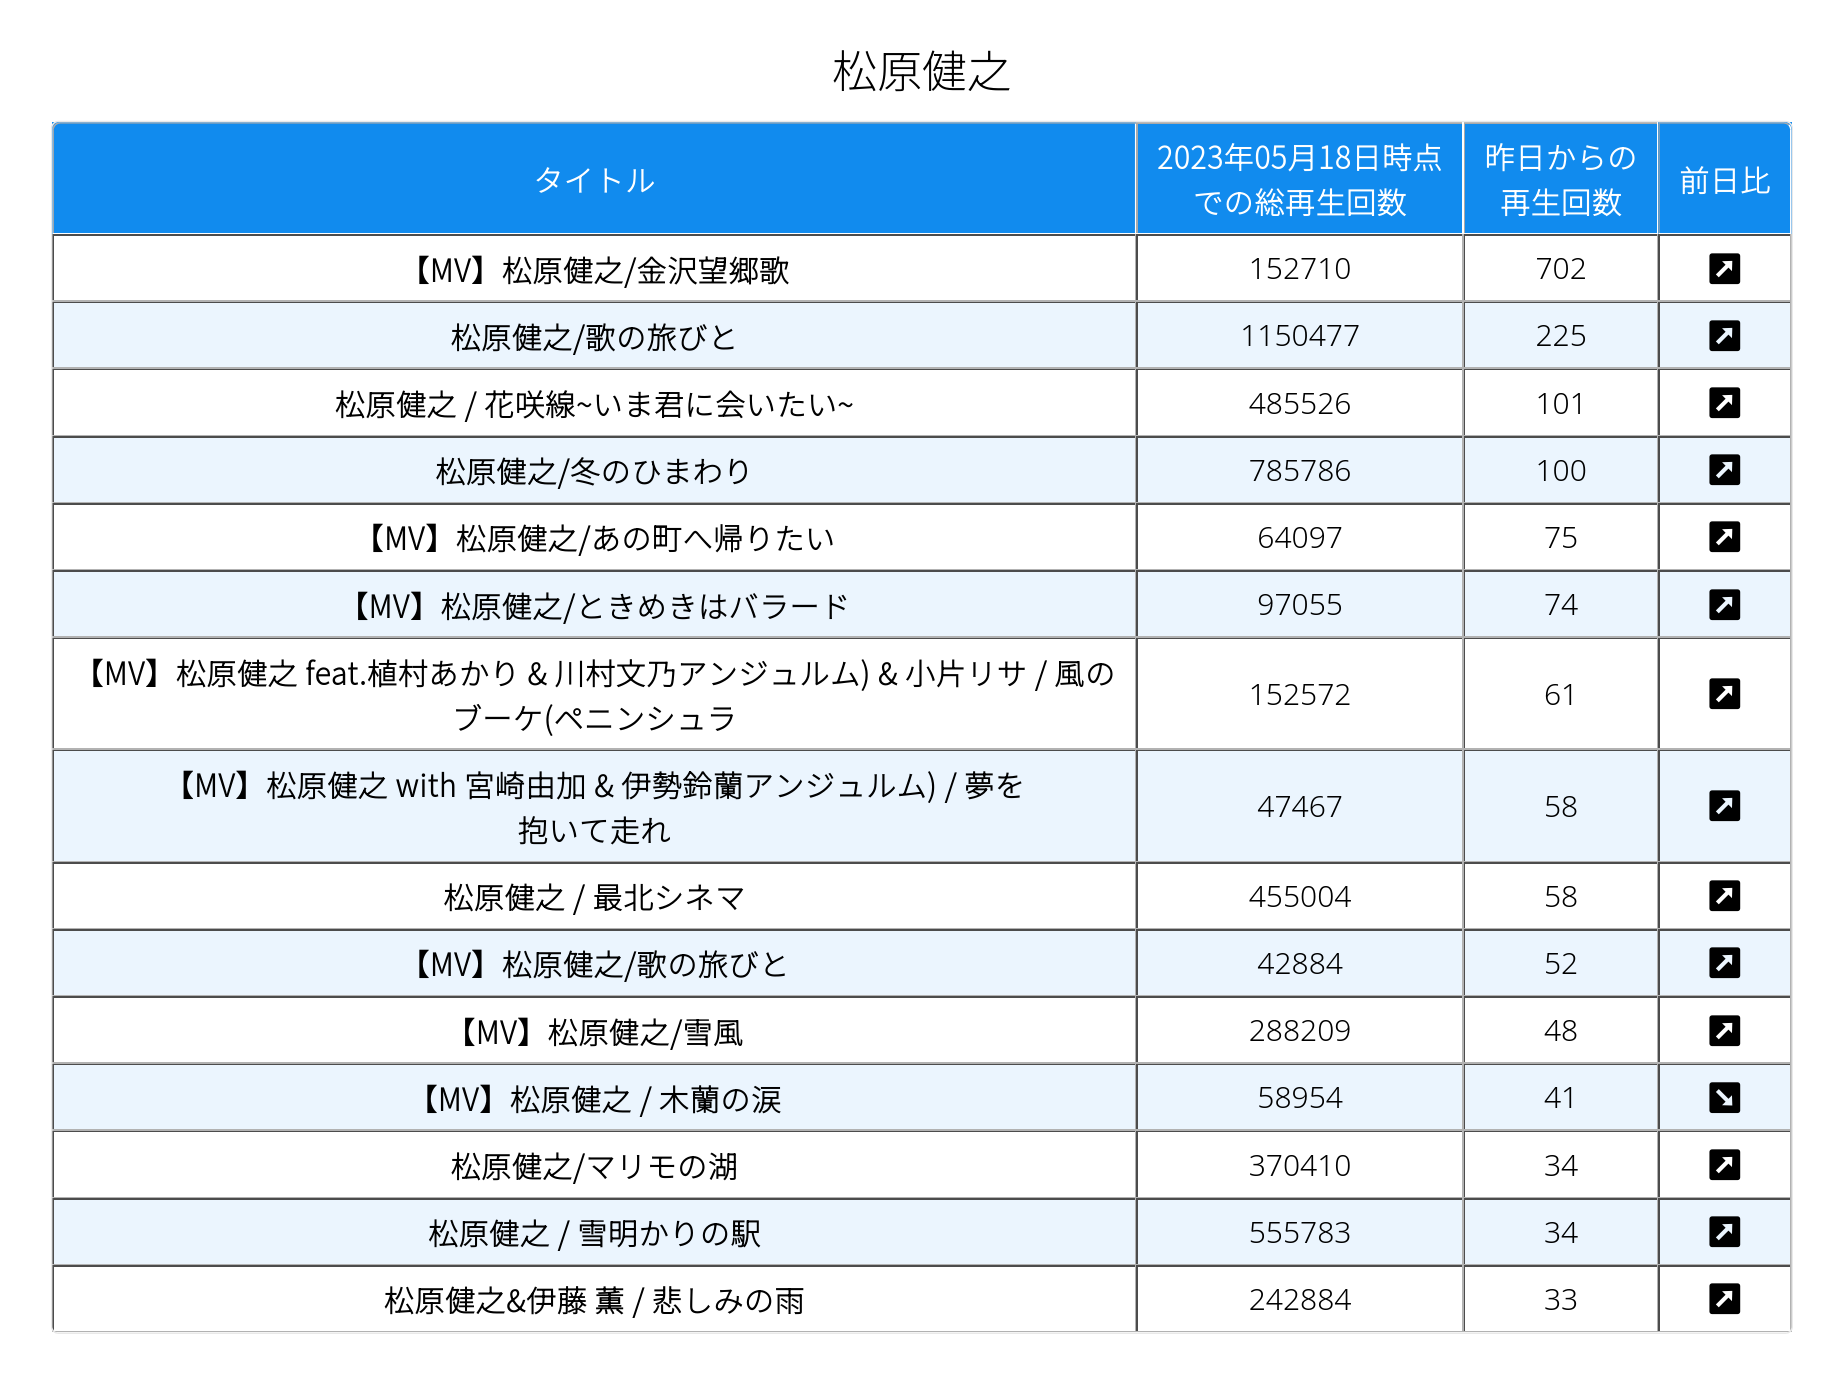 松原健之
タイトル
2023年05月18日時点
での総再生回数
昨日からの
再生回数
前日比
【MV】松原健之/金沢望郷歌 152710 702
松原健之/歌の旅びと 1150477 225
松原健之 / 花咲線~いま君に会いたい~ 485526 101
松原健之/冬のひまわり 785786 100
【MV】松原健之/あの町へ帰りたい 64097 75
【MV】松原健之/ときめきはバラード 97055 74
【MV】松原健之 feat.植村あかり & 川村文乃アンジュルム) & 小片リサ / 風の
ブーケ(ペニンシュラ
152572 61
【MV】松原健之 with 宮崎由加 & 伊勢鈴蘭アンジュルム) / 夢を
抱いて走れ
47467 58
松原健之 / 最北シネマ 455004 58
【MV】松原健之/歌の旅びと 42884 52
【MV】松原健之/雪風 288209 48
【MV】松原健之 / 木蘭の涙 58954 41
松原健之/マリモの湖 370410 34
松原健之 / 雪明かりの駅 555783 34
松原健之&伊藤 薫 / 悲しみの雨 242884 33